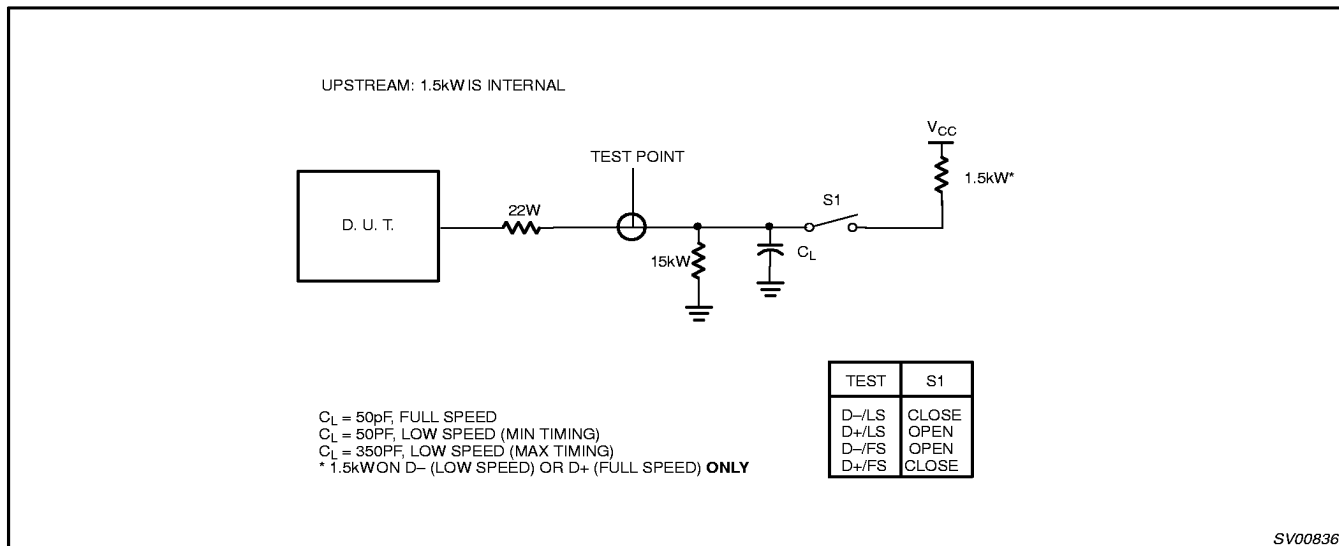 UPSTREAM: 1.5kW IS INTERNAL
V_CC
TEST POINT
1.5kW*
S1
22W
D. U. T.
15kW
C_L
TEST S1
D–/LS CLOSE
D+/LS OPEN
D–/FS OPEN
D+/FS CLOSE
C_L = 50pF, FULL SPEED
C_L = 50PF, LOW SPEED (MIN TIMING)
C_L = 350PF, LOW SPEED (MAX TIMING)
* 1.5kW ON D– (LOW SPEED) OR D+ (FULL SPEED) ONLY
SV00836